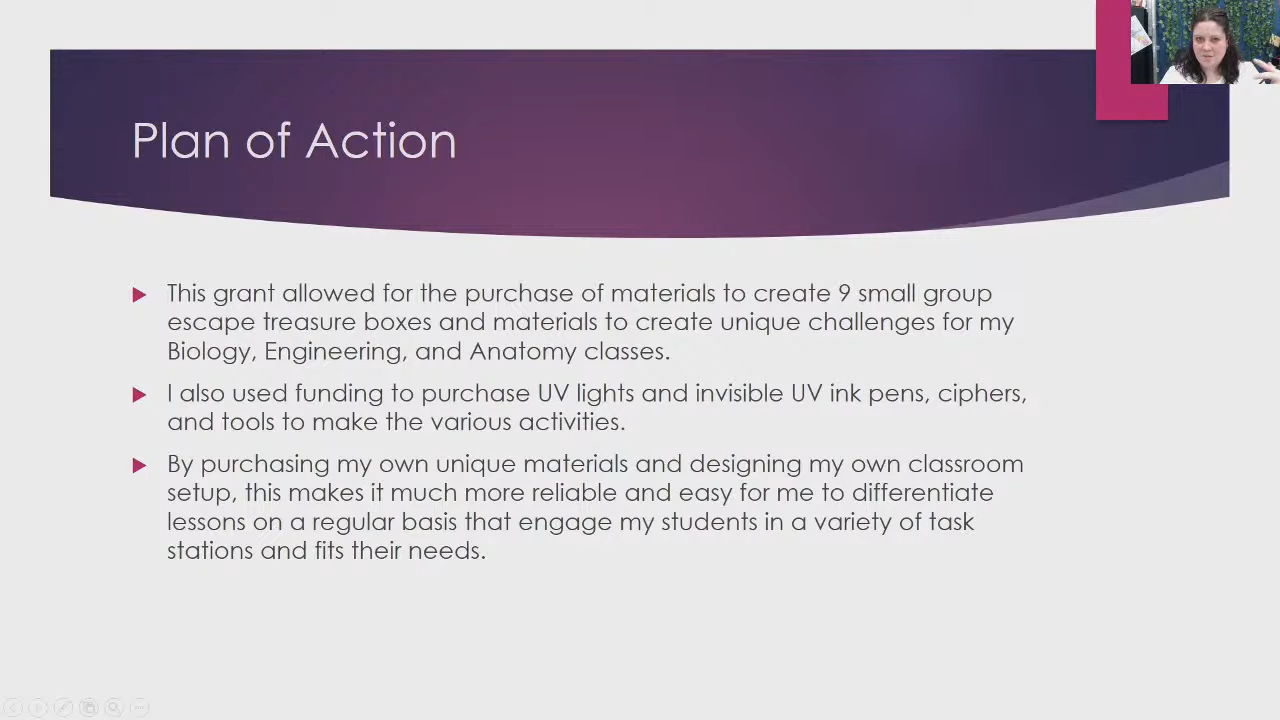 Plan of Action
This grant allowed for the purchase of materials to create 9 small group
escape treasure boxes and materials to create unique challenges for my
Biology, Engineering, and Anatomy classes.
I also used funding to purchase UV lights and invisible UV ink pens, ciphers,
and tools to make the various activities.
By purchasing my own unique materials and designing my own classroom
setup, this makes it much more reliable and easy for me to differentiate
lessons on a regular basis that engage my students in a variety of task
stations and fits their needs.